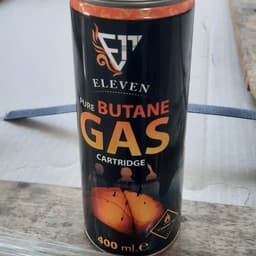 ELEVEN
PURE BUTANE
GAS
CARTRIDGE
400 ml.e